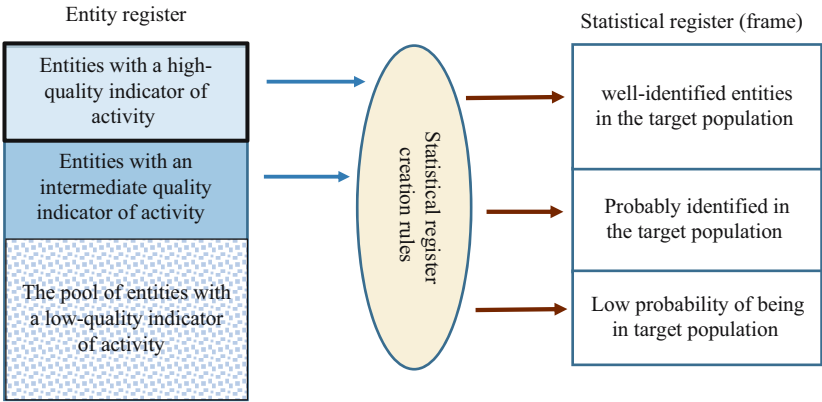 Entity register
Entities with a high-
quality indicator of
activity
Entities with an
intermediate quality
indicator of activity
The pool of entities with
a low-quality indicator
of activity
Statistical register
creation rules
Statistical register (frame)
well-identified entities
in the target population
Probably identified in
the target population
Low probability of being
in target population